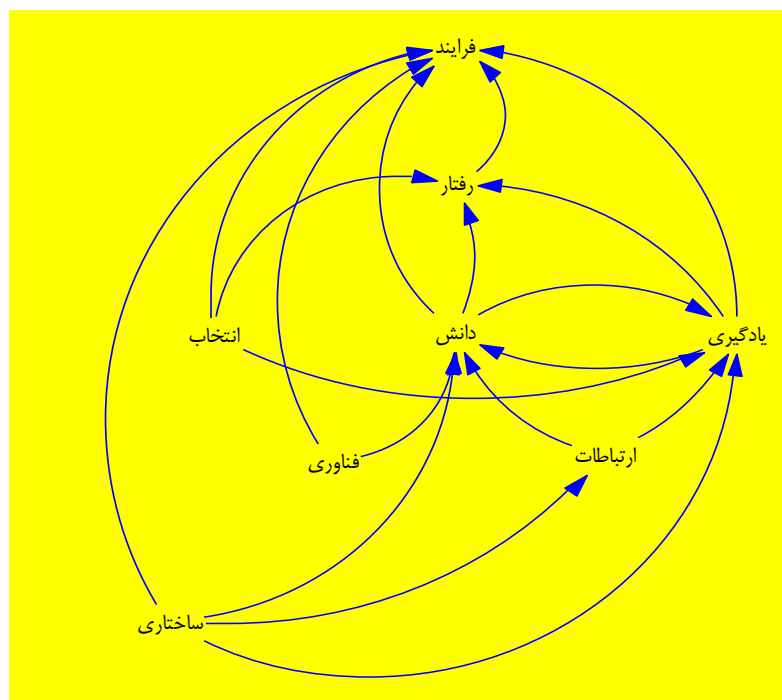 فرایند
رفتار
یادگیری
دانش
انتخاب
ارتباطات
فناوری
ساختاری